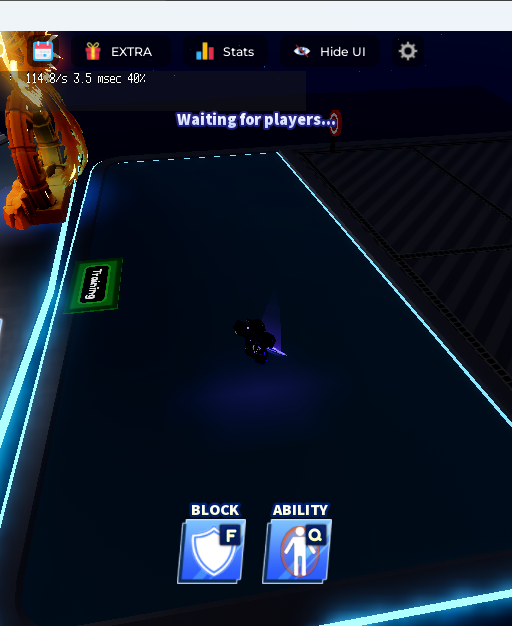 EXTRA Stats Hide UI
114.8/s 3.5 msec 40%
Waiting for players...
Training
BLOCK ABILITY
F Q